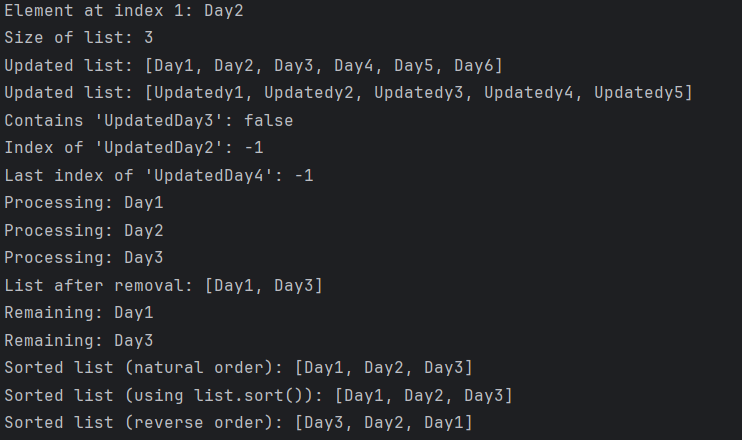 Element at index 1: Day2
Size of list: 3
Updated list: [Day1, Day2, Day3, Day4, Day5, Day6]
Updated list: [Updatedy1, Updatedy2, Updatedy3, Updatedy4, Updatedy5]
Contains 'UpdatedDay3': false
Index of 'UpdatedDay2': -1
Last index of 'UpdatedDay4': -1
Processing: Day1
Processing: Day2
Processing: Day3
List after removal: [Day1, Day3]
Remaining: Day1
Remaining: Day3
Sorted list (natural order): [Day1, Day2, Day3]
Sorted list (using list.sort()): [Day1, Day2, Day3]
Sorted list (reverse order): [Day3, Day2, Day1]